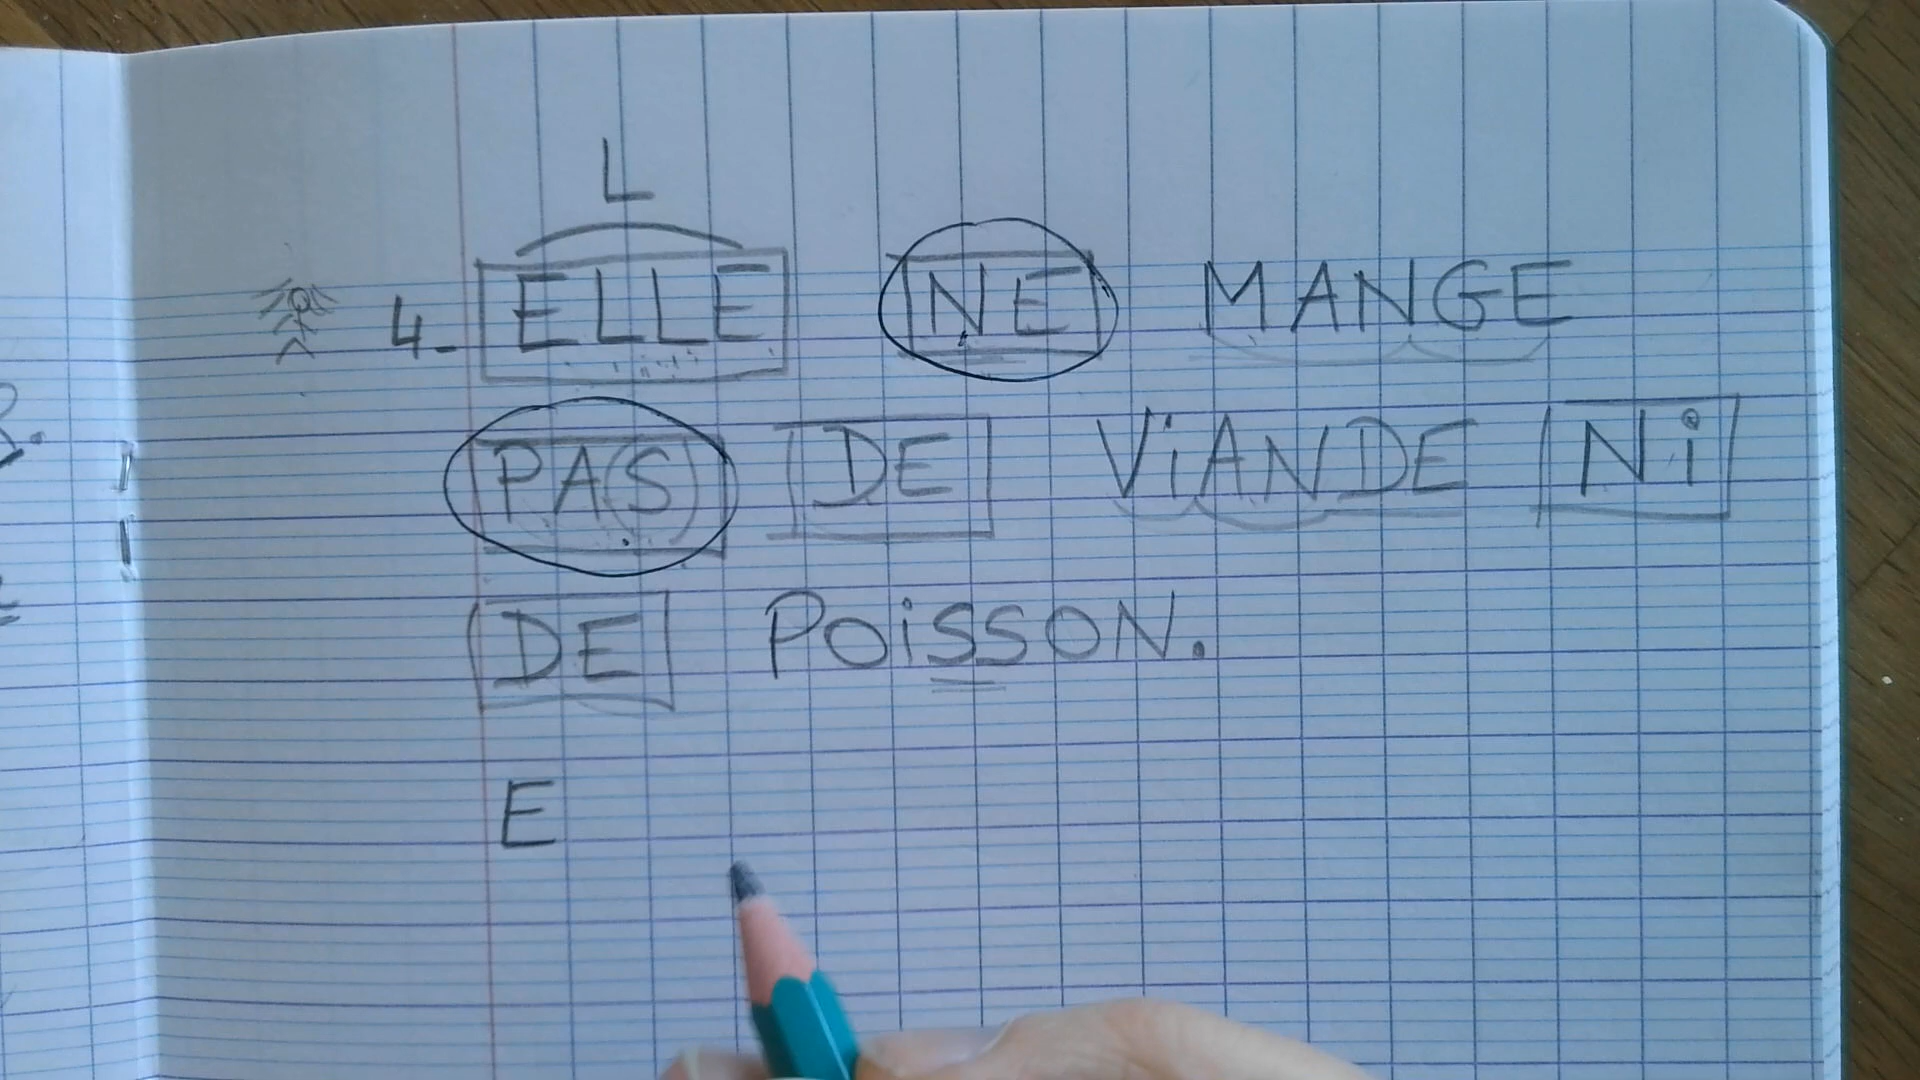 L
4. ELLE NE MANGE
PAS DE ViANDE Ni
DE POiSSON.
E